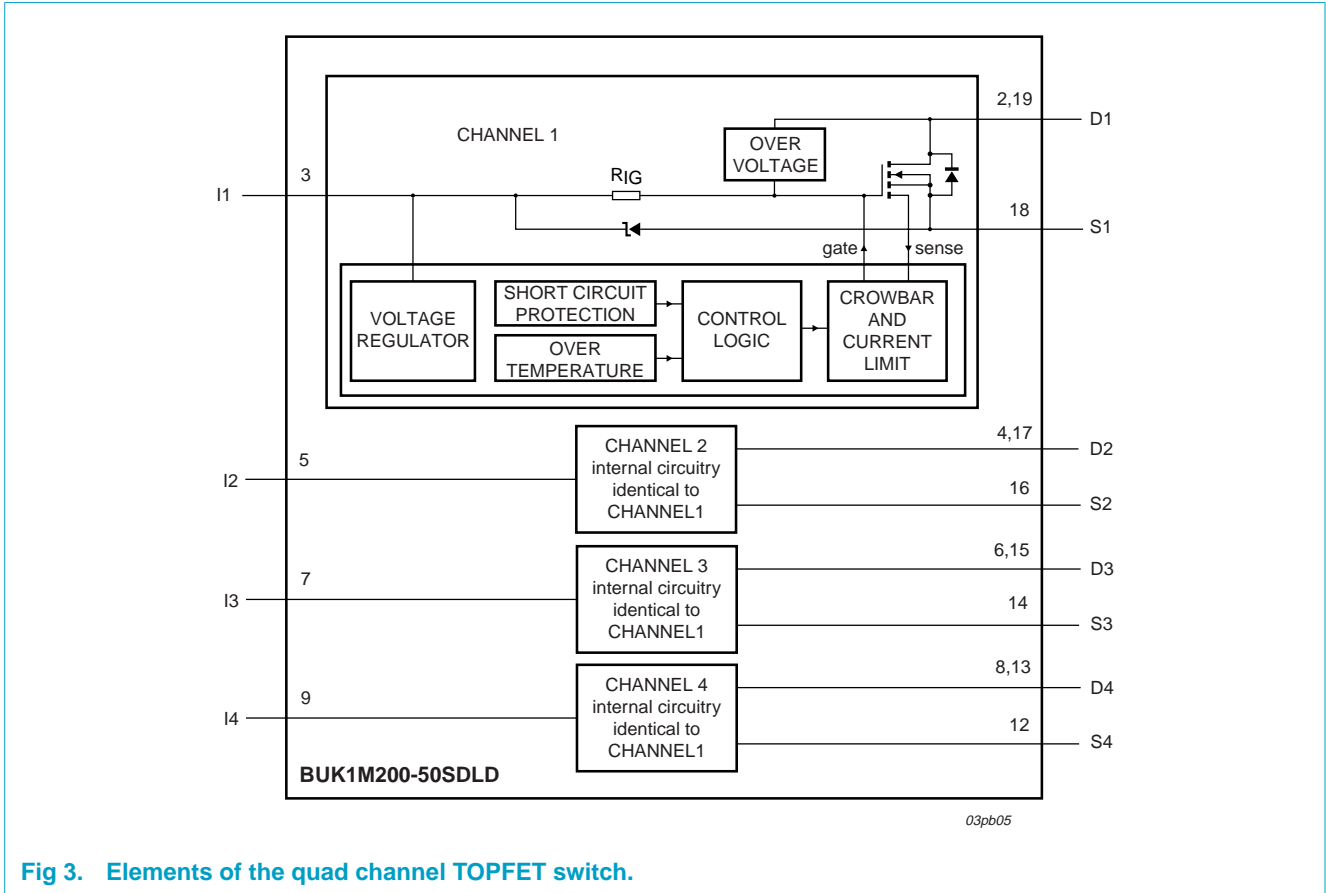 2,19
D1
CHANNEL 1
OVER
VOLTAGE
3
RIG
I1
18
S1
gate
sense
VOLTAGE
REGULATOR
SHORT CIRCUIT
PROTECTION
OVER
TEMPERATURE
CONTROL
LOGIC
CROWBAR
AND
CURRENT
LIMIT
I2
5
CHANNEL 2
internal circuitry
identical to
CHANNEL1
4,17
D2
16
S2
I3
7
CHANNEL 3
internal circuitry
identical to
CHANNEL1
6,15
D3
14
S3
I4
9
CHANNEL 4
internal circuitry
identical to
CHANNEL1
8,13
D4
12
S4
BUK1M200-50SDLD
03pb05
Fig 3. Elements of the quad channel TOPFET switch.